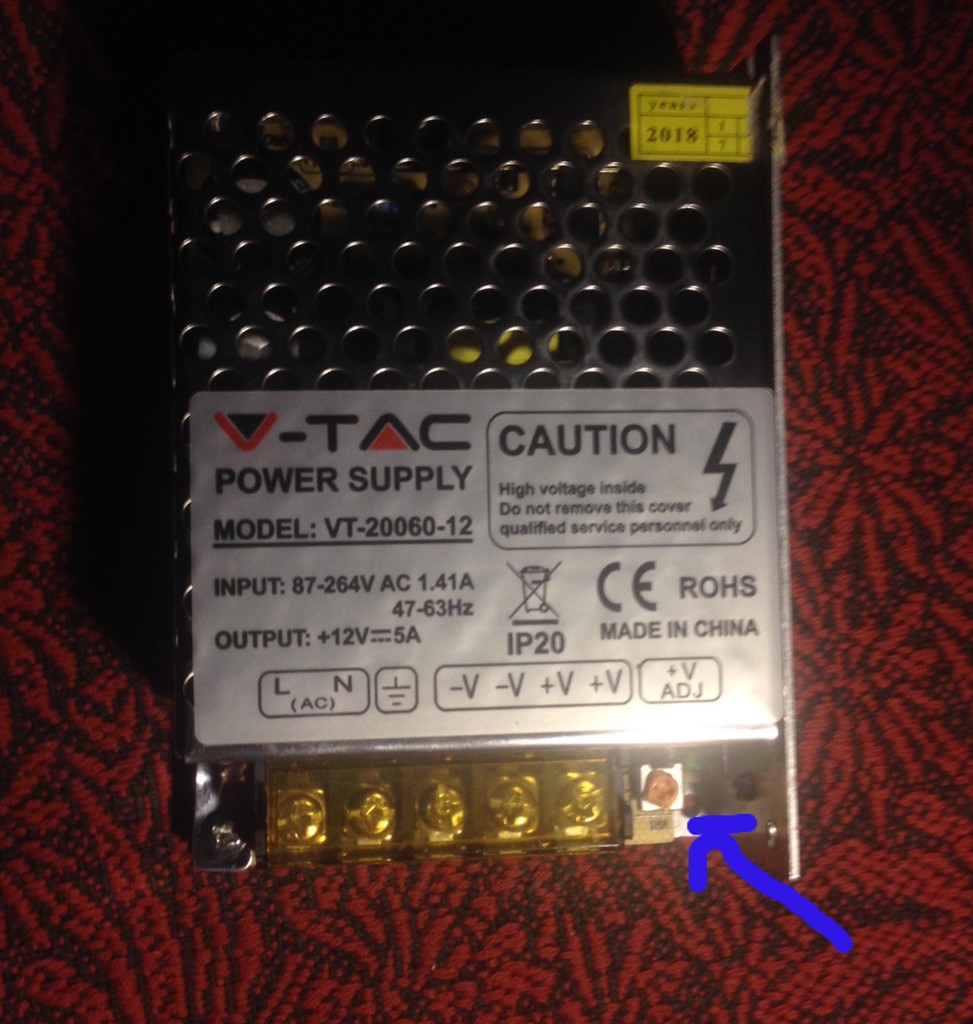 years
2018
1
V-TAC
POWER SUPPLY
MODEL: VT-20060-12
INPUT: 87-264V AC 1.41A
47-63Hz
OUTPUT: +12V⎓5A
CAUTION
High voltage inside
Do not remove this cover
qualified service personnel only
IP20
CE ROHS
MADE IN CHINA
L N
(AC)
-V -V +V +V
+V
ADJ